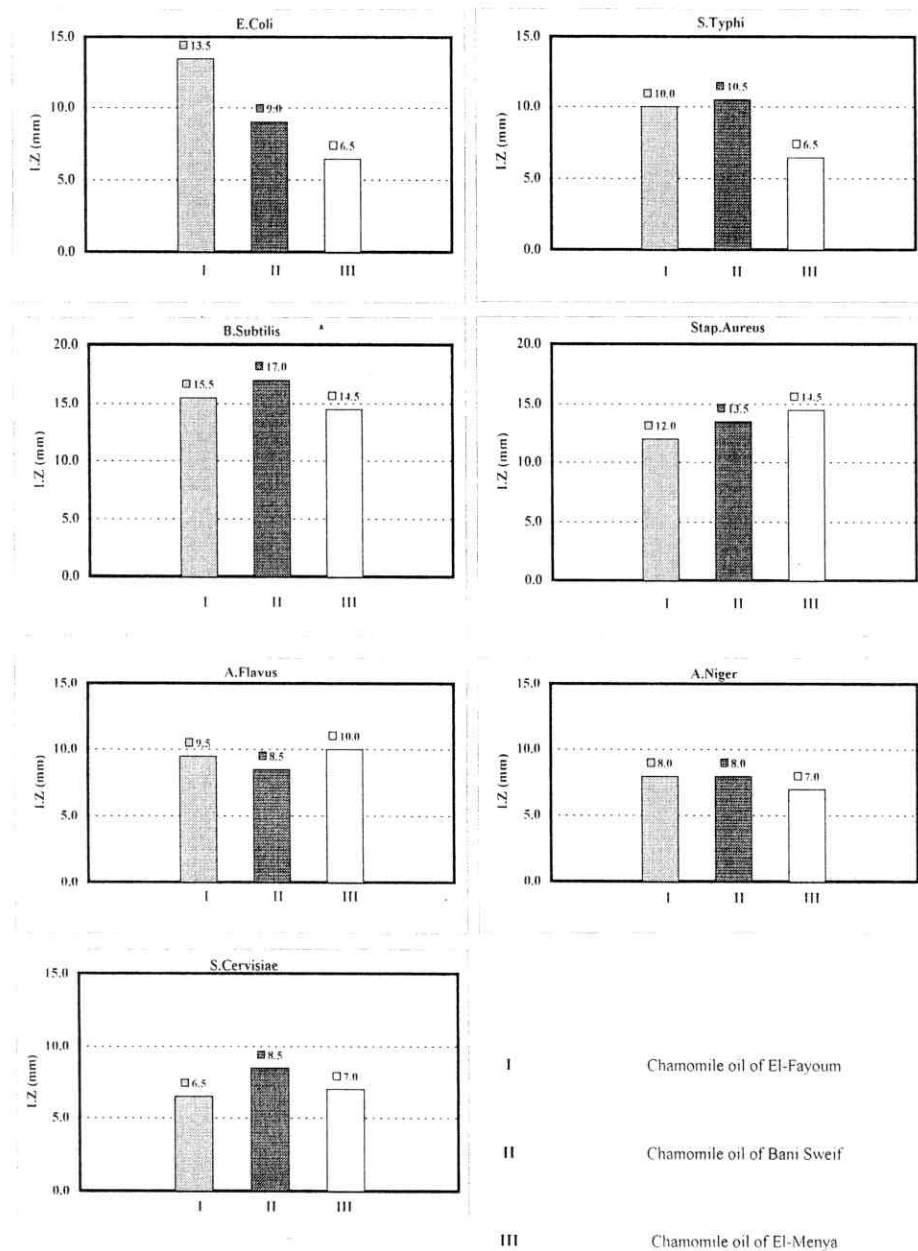 E.Coli
15.0
13.5
10.0
9.0
6.5
5.0
0.0
I.Z (mm)
I II III
S.Typhi
15.0
10.0
10.0
10.5
6.5
5.0
0.0
I.Z (mm)
I II III
B.Subtilis
20.0
17.0
15.5
15.0
14.5
10.0
5.0
0.0
I.Z (mm)
I II III
Stap.Aureus
20.0
15.0
14.5
13.5
12.0
10.0
5.0
0.0
I.Z (mm)
I II III
A.Flavus
15.0
10.0
9.5
8.5
10.0
5.0
0.0
I.Z (mm)
I II III
A.Niger
15.0
10.0
8.0
8.0
7.0
5.0
0.0
I.Z (mm)
I II III
S.Cervisiae
15.0
10.0
8.5
6.5
7.0
5.0
0.0
I.Z (mm)
I II III
I Chamomile oil of El-Fayoum
II Chamomile oil of Bani Sweif
III Chamomile oil of El-Menya